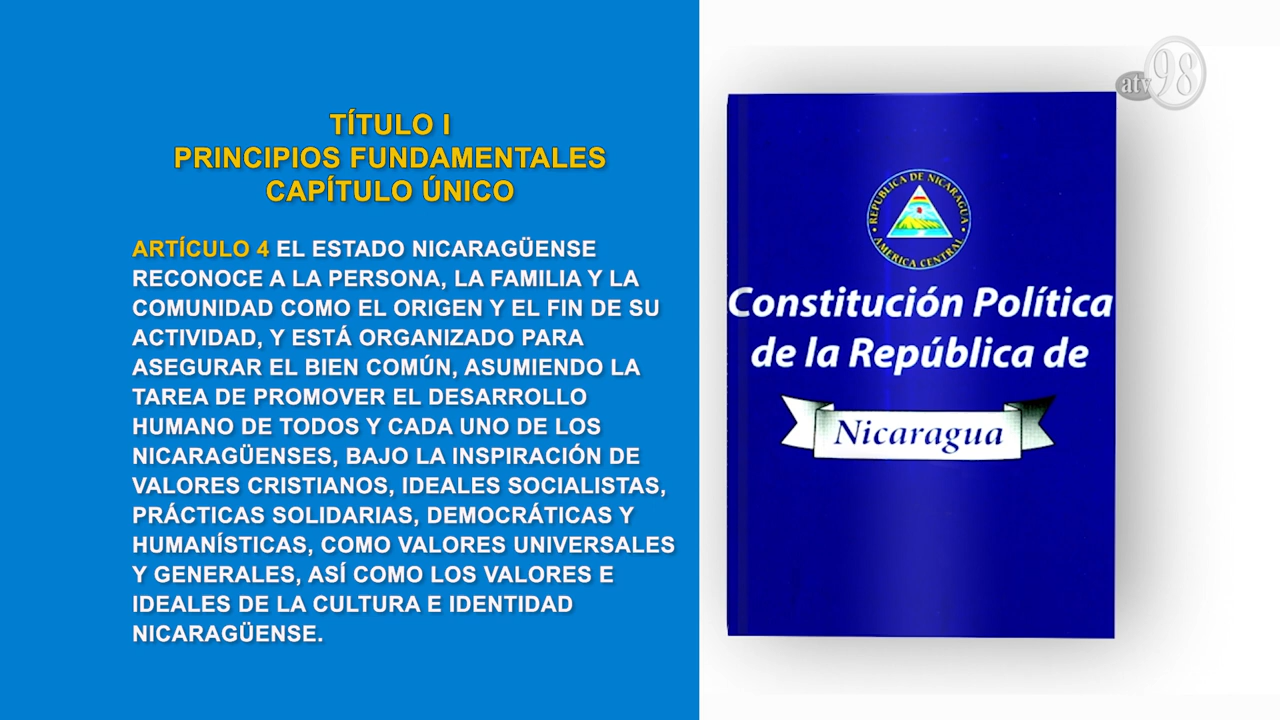 TÍTULO I
PRINCIPIOS FUNDAMENTALES
CAPÍTULO ÚNICO
ARTÍCULO 4 EL ESTADO NICARAGÜENSE
RECONOCE A LA PERSONA, LA FAMILIA Y LA
COMUNIDAD COMO EL ORIGEN Y EL FIN DE SU
ACTIVIDAD, Y ESTÁ ORGANIZADO PARA
ASEGURAR EL BIEN COMÚN, ASUMIENDO LA
TAREA DE PROMOVER EL DESARROLLO
HUMANO DE TODOS Y CADA UNO DE LOS
NICARAGÜENSES, BAJO LA INSPIRACIÓN DE
VALORES CRISTIANOS, IDEALES SOCIALISTAS,
PRÁCTICAS SOLIDARIAS, DEMOCRÁTICAS Y
HUMANÍSTICAS, COMO VALORES UNIVERSALES
Y GENERALES, ASÍ COMO LOS VALORES E
IDEALES DE LA CULTURA E IDENTIDAD
NICARAGÜENSE.
atv 98
REPUBLICA DE NICARAGUA
AMERICA CENTRAL
Constitución Política
de la República de
Nicaragua